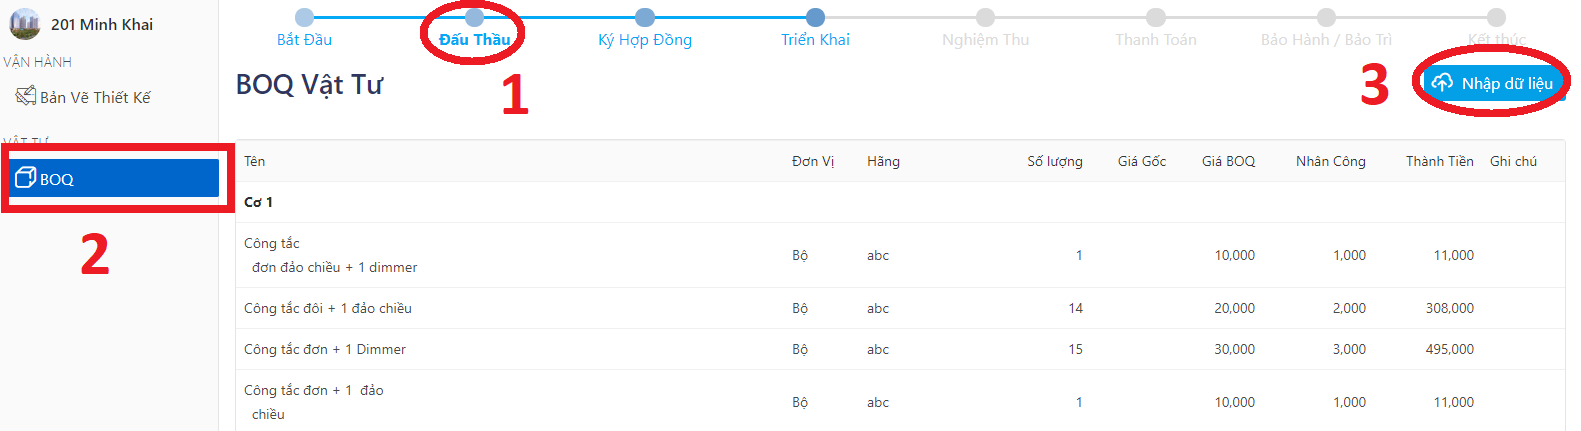 201 Minh Khai
VẬN HÀNH
Bản Vẽ Thiết Kế
VẬT TƯ
BOQ
2
Bắt Đầu
Đấu Thầu
Ký Hợp Đồng
Triển Khai
Nghiệm Thu
Thanh Toán
Bảo Hành / Bảo Trì
Kết thúc
1
3
BOQ Vật Tư
Nhập dữ liệu
Tên Đơn Vị Hãng Số lượng Giá Gốc Giá BOQ Nhân Công Thành Tiền Ghi chú
Cơ 1
Công tắc
đơn đảo chiều + 1 dimmer Bộ abc 1 10,000 1,000 11,000
Công tắc đôi + 1 đảo chiều Bộ abc 14 20,000 2,000 308,000
Công tắc đơn + 1 Dimmer Bộ abc 15 30,000 3,000 495,000
Công tắc đơn + 1 đảo
chiều Bộ abc 1 10,000 1,000 11,000